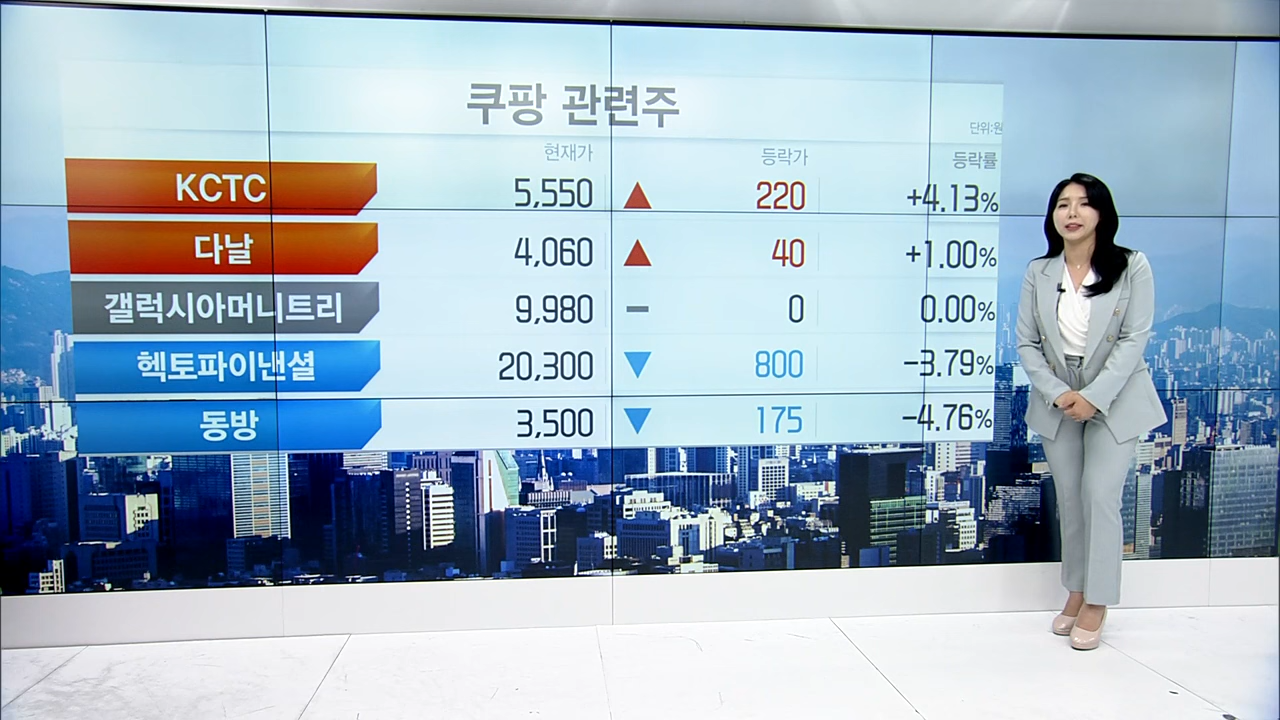 쿠팡 관련주
단위:원
현재가 등락가 등락률
KCTC 5,550 ▲ 220 +4.13%
다날 4,060 ▲ 40 +1.00%
갤럭시아머니트리 9,980 - 0 0.00%
헥토파이낸셜 20,300 ▼ 800 -3.79%
동방 3,500 ▼ 175 -4.76%